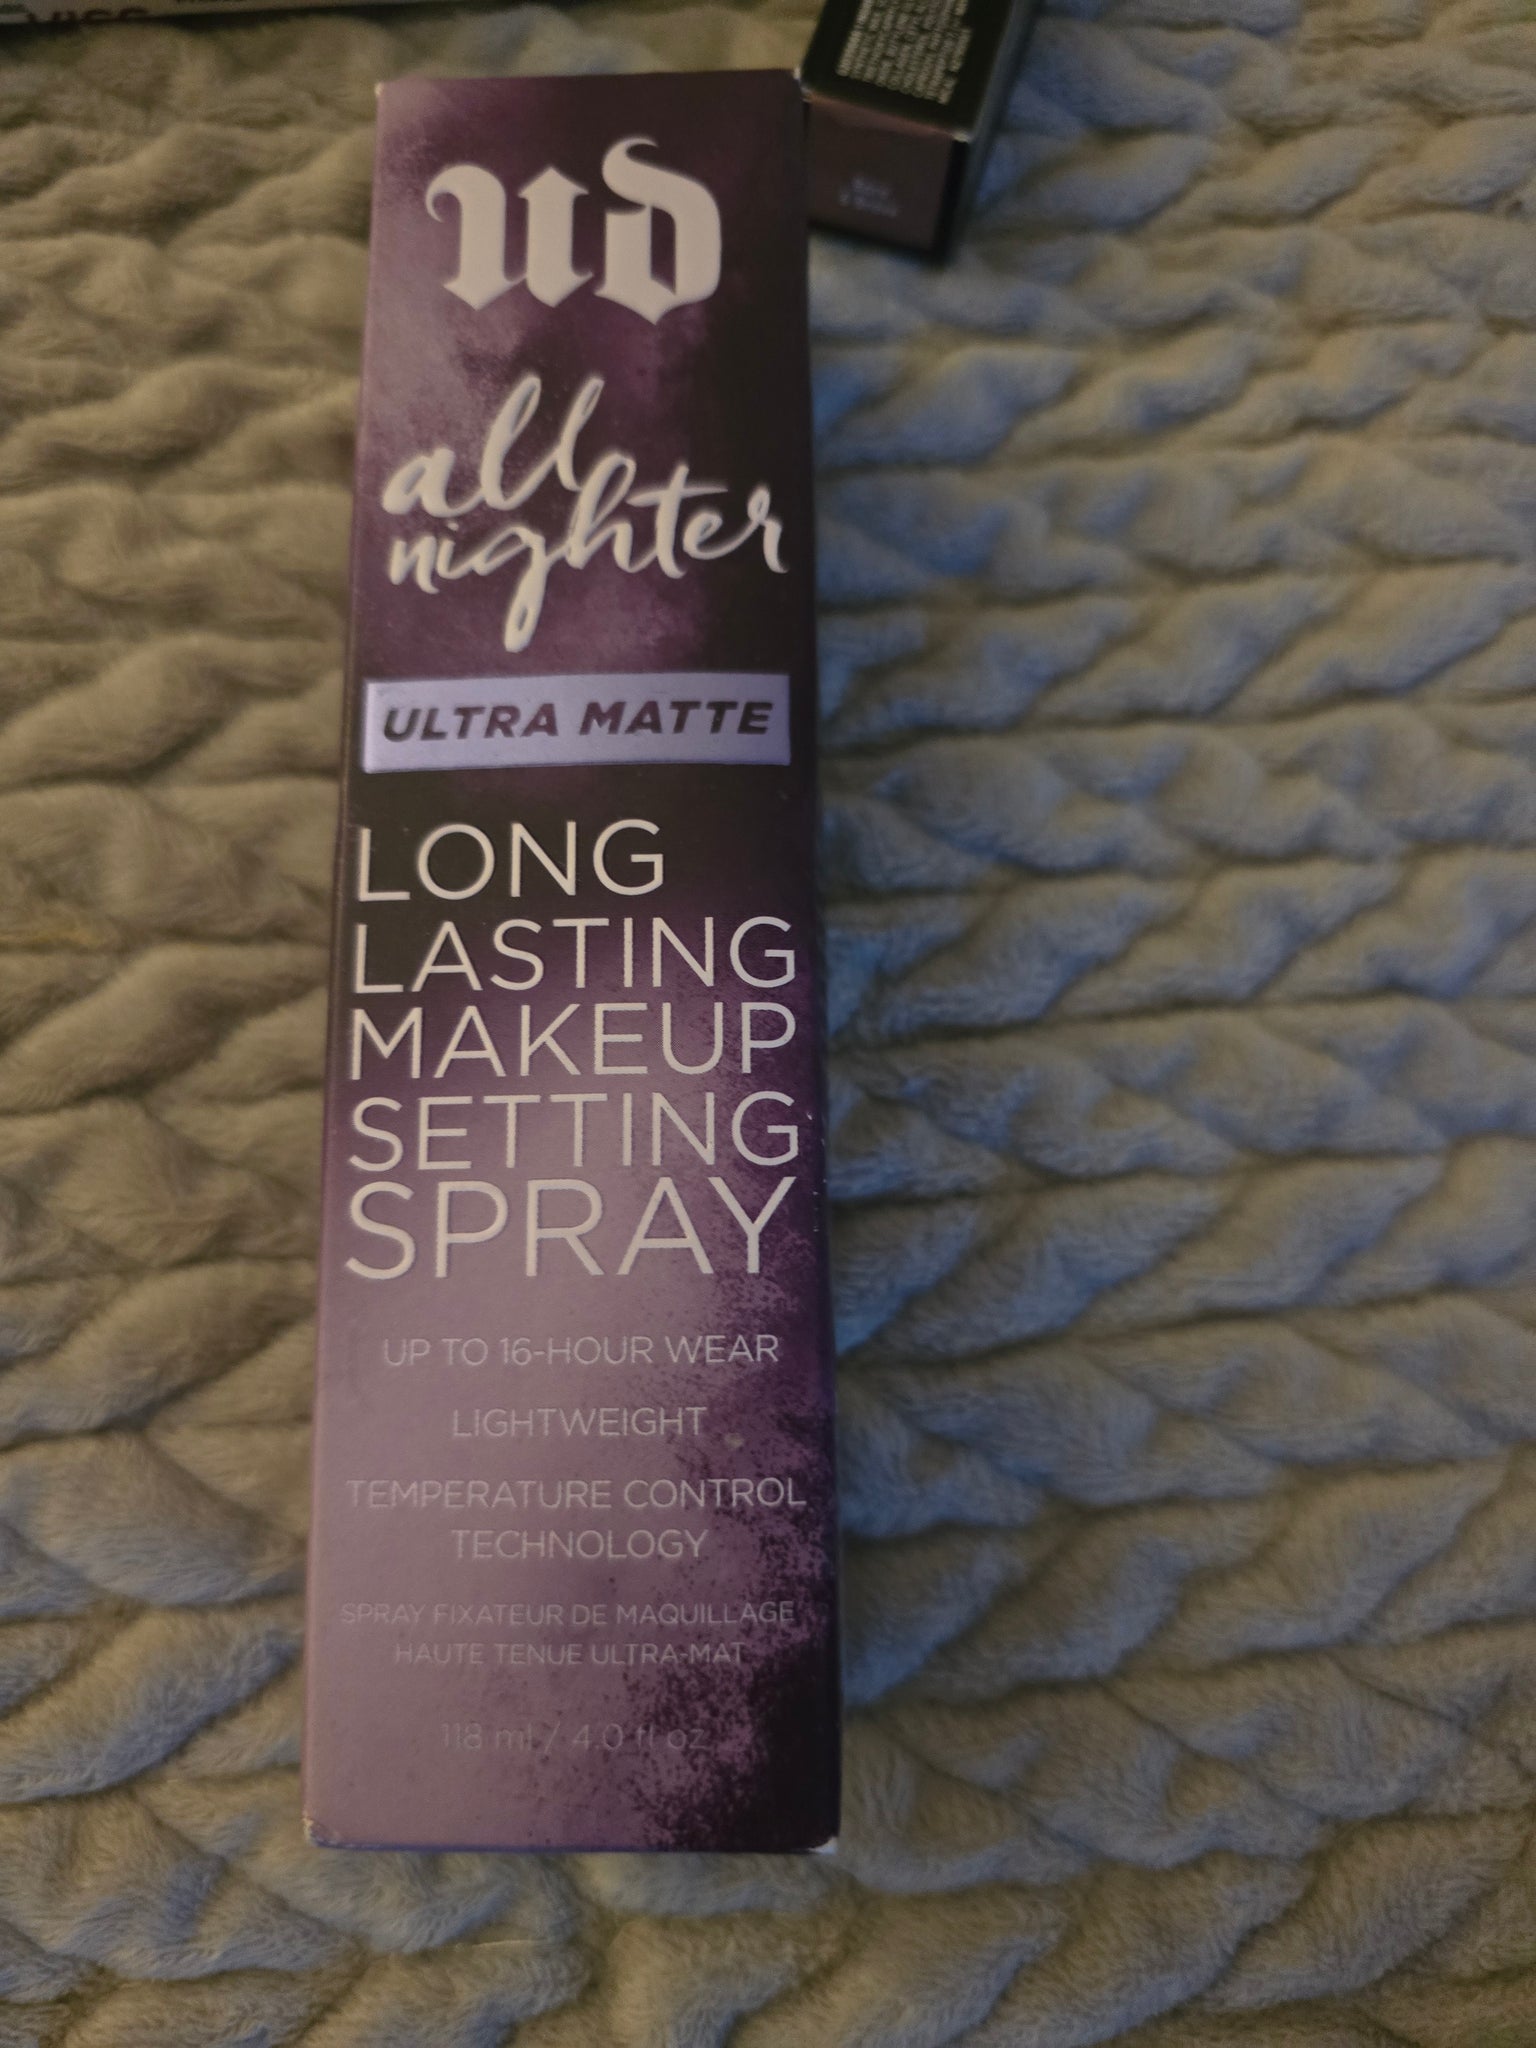 ud
all
nighter
ULTRA MATTE
LONG
LASTING
MAKEUP
SETTING
SPRAY
UP TO 16-HOUR WEAR
LIGHTWEIGHT
TEMPERATURE CONTROL
TECHNOLOGY
SPRAY FIXATEUR DE MAQUILLAGE
HAUTE TENUE ULTRA-MAT
118 ml / 4.0 fl oz